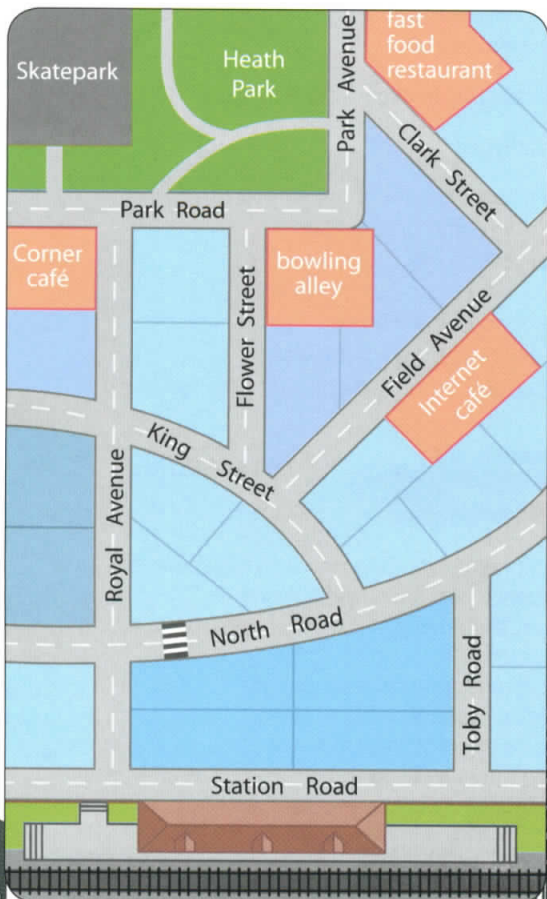 fast
food
restaurant
Skatepark
Heath
Park
Park Avenue
Clark Street
Park Road
Corner
café
bowling
alley
Flower Street
Field Avenue
Internet
café
King Street
Royal Avenue
North Road
Toby Road
Station Road